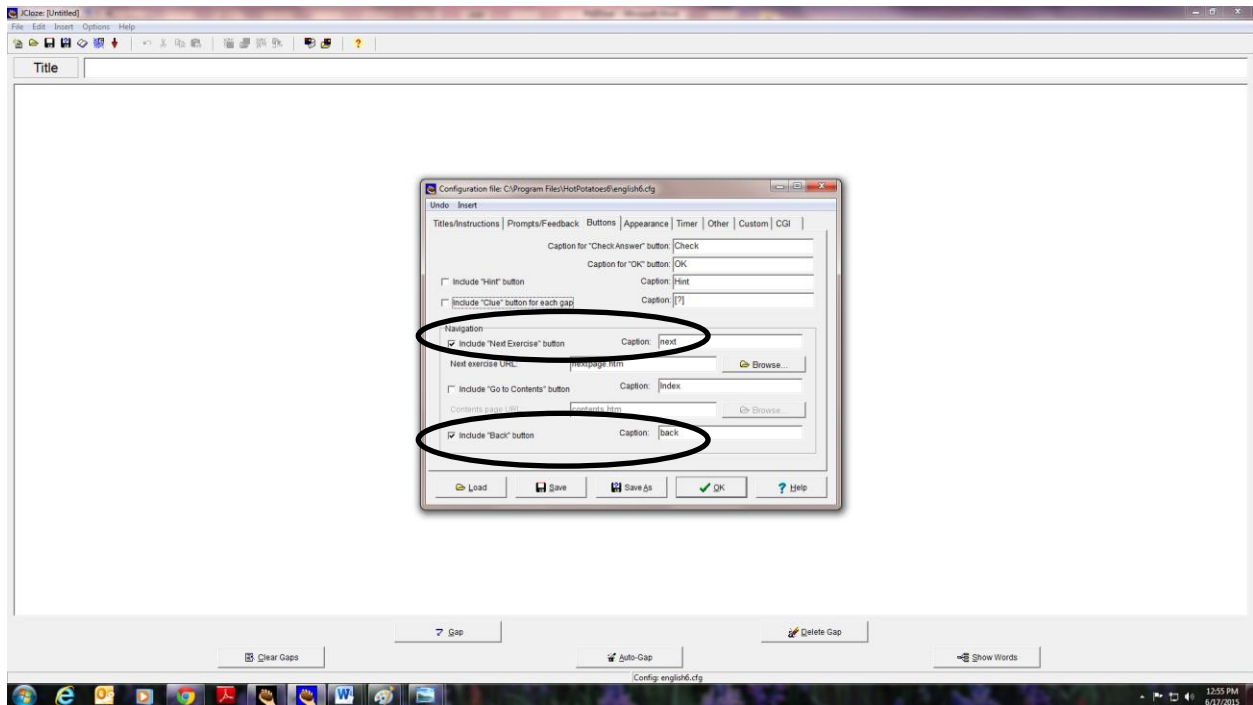 JCloze: [Untitled]
File Edit Insert Options Help
Title
Configuration file: C:\Program Files\HotPotatoes6\english6.cfg
Undo Insert
Titles/Instructions Prompts/Feedback Buttons Appearance Timer Other Custom CGI
Caption for "Check Answer" button: Check
Caption for "OK" button: OK
Include "Hint" button Caption: Hint
Include "Clue" button for each gap Caption: [?]
Navigation
Include "Next Exercise" button Caption: next
Next exercise URL: nextpage.htm Browse...
Include "Go to Contents" button Caption: Index
Contents page URL: contents.htm Browse...
Include "Back" button Caption: back
Load Save Save As OK Help
Gap Delete Gap
Clear Gaps Auto-Gap Show Words
Config: english6.cfg
12:55 PM
6/17/2015